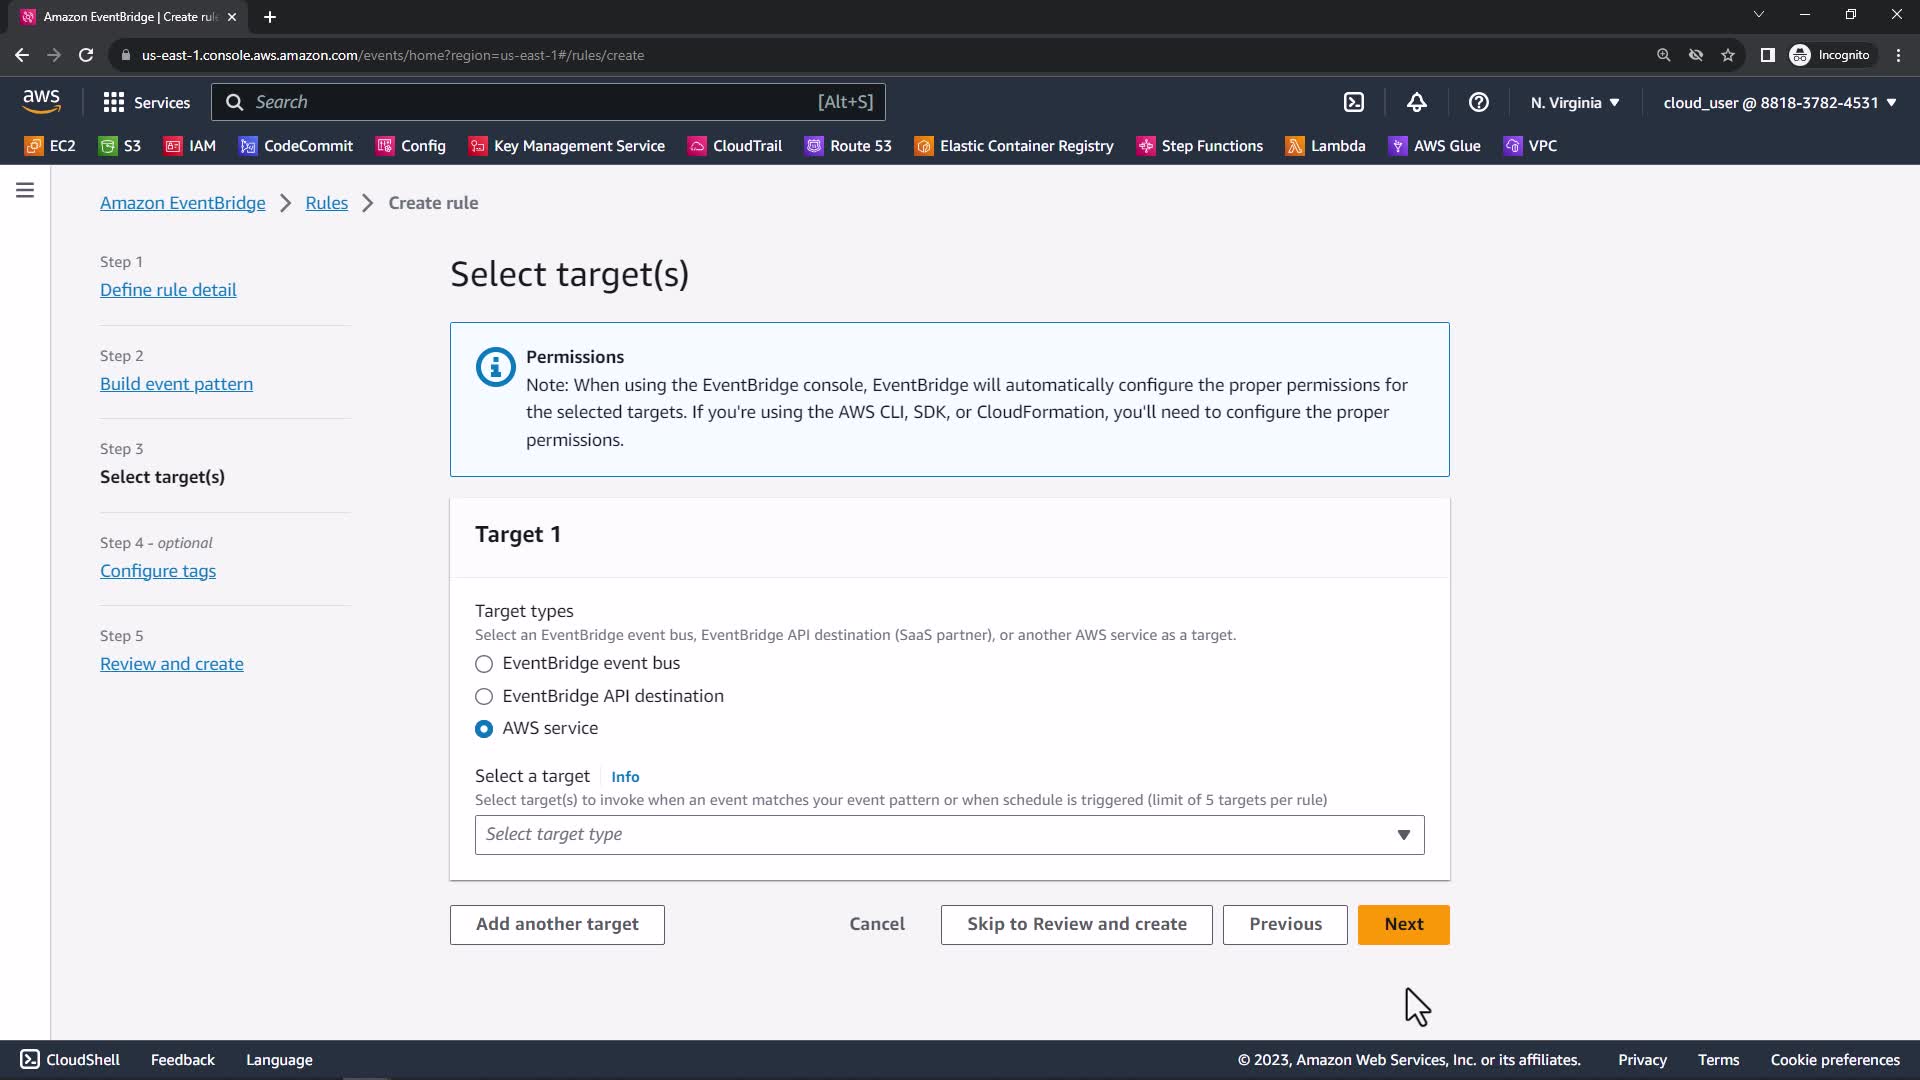 Amazon EventBridge | Create rule
us-east-1.console.aws.amazon.com/events/home?region=us-east-1#/rules/create
Incognito
aws
Services
Search
[Alt+S]
N. Virginia
cloud_user @ 8818-3782-4531
EC2
S3
IAM
CodeCommit
Config
Key Management Service
CloudTrail
Route 53
Elastic Container Registry
Step Functions
Lambda
AWS Glue
VPC
Amazon EventBridge
Rules
Create rule
Step 1
Define rule detail
Step 2
Build event pattern
Step 3
Select target(s)
Step 4 - optional
Configure tags
Step 5
Review and create
Select target(s)
Permissions
Note: When using the EventBridge console, EventBridge will automatically configure the proper permissions for
the selected targets. If you're using the AWS CLI, SDK, or CloudFormation, you'll need to configure the proper
permissions.
Target 1
Target types
Select an EventBridge event bus, EventBridge API destination (SaaS partner), or another AWS service as a target.
EventBridge event bus
EventBridge API destination
AWS service
Select a target
Info
Select target(s) to invoke when an event matches your event pattern or when schedule is triggered (limit of 5 targets per rule)
Select target type
Add another target
Cancel
Skip to Review and create
Previous
Next
CloudShell
Feedback
Language
© 2023, Amazon Web Services, Inc. or its affiliates.
Privacy
Terms
Cookie preferences